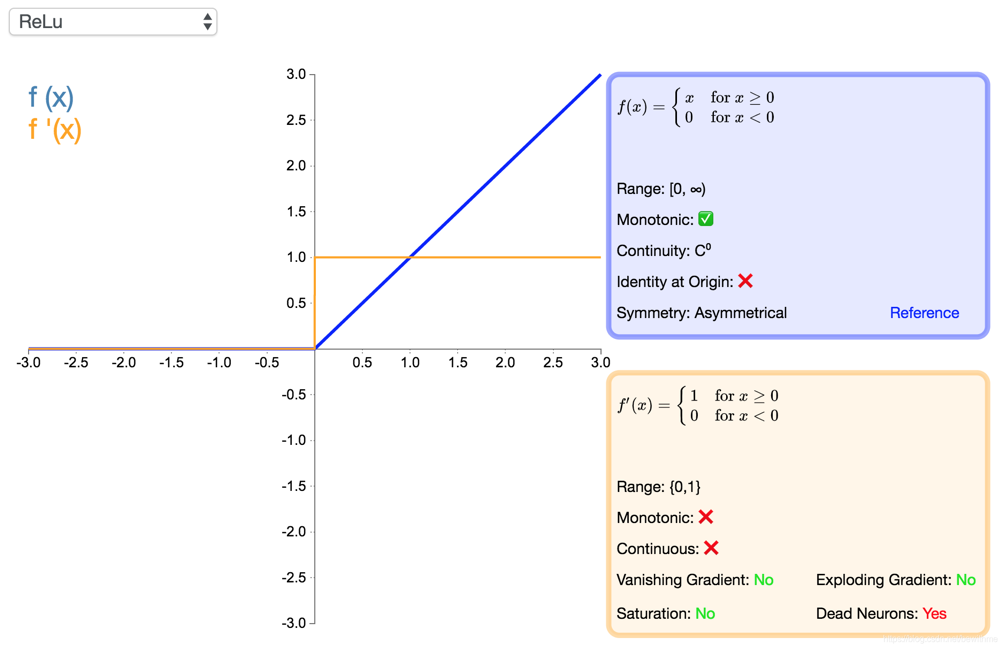 ReLu
f (x)
f '(x)
3.0
2.5
2.0
1.5
1.0
0.5
-3.0 -2.5 -2.0 -1.5 -1.0 -0.5 0.5 1.0 1.5 2.0 2.5 3.0
-0.5
-1.0
-1.5
-2.0
-2.5
-3.0
f(x) = { x for x ≥ 0
0 for x < 0
Range: [0, ∞)
Monotonic: ✅
Continuity: C⁰
Identity at Origin: ❌
Symmetry: Asymmetrical Reference
f′(x) = { 1 for x ≥ 0
0 for x < 0
Range: {0,1}
Monotonic: ❌
Continuous: ❌
Vanishing Gradient: No Exploding Gradient: No
Saturation: No Dead Neurons: Yes